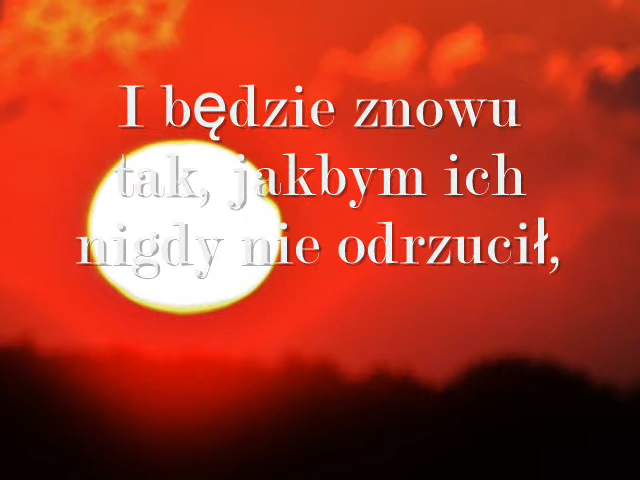 I będzie znowu
tak, jakbym ich
nigdy nie odrzucił,